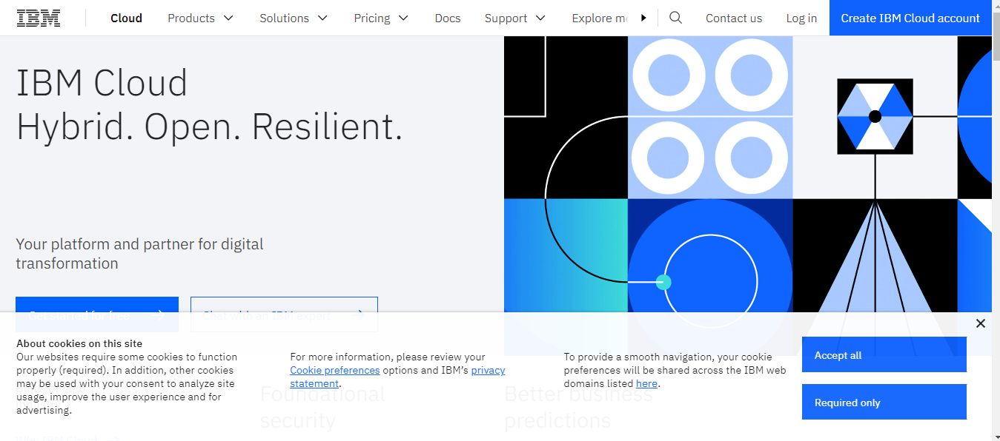 IBM
Cloud
Products
Solutions
Pricing
Docs
Support
Explore
Contact us
Log in
Create IBM Cloud account
IBM Cloud
Hybrid. Open. Resilient.
Your platform and partner for digital
transformation
Get started for free
Chat with an IBM expert
About cookies on this site
Our websites require some cookies to function
properly (required). In addition, other cookies
may be used with your consent to analyze site
usage, improve the user experience and for
advertising.
For more information, please review your
Cookie preferences options and IBM's privacy
statement.
To provide a smooth navigation, your cookie
preferences will be shared across the IBM web
domains listed here.
Accept all
Required only
Foundational
security
Better business
predictions
Why IBM Cloud